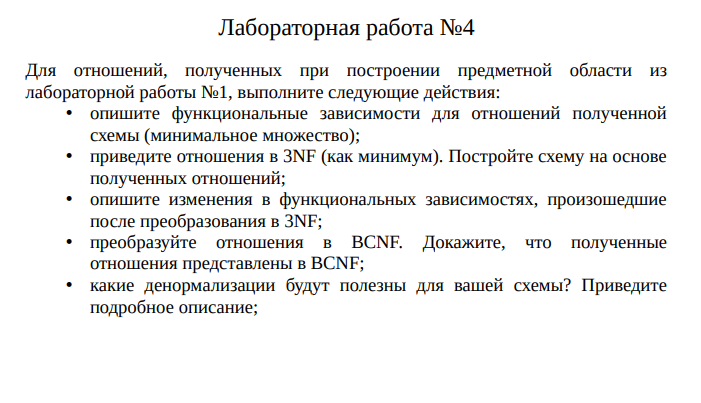 Лабораторная работа №4
Для отношений, полученных при построении предметной области из
лабораторной работы №1, выполните следующие действия:
• опишите функциональные зависимости для отношений полученной
схемы (минимальное множество);
• приведите отношения в 3NF (как минимум). Постройте схему на основе
полученных отношений;
• опишите изменения в функциональных зависимостях, произошедшие
после преобразования в 3NF;
• преобразуйте отношения в BCNF. Докажите, что полученные
отношения представлены в BCNF;
• какие денормализации будут полезны для вашей схемы? Приведите
подробное описание;